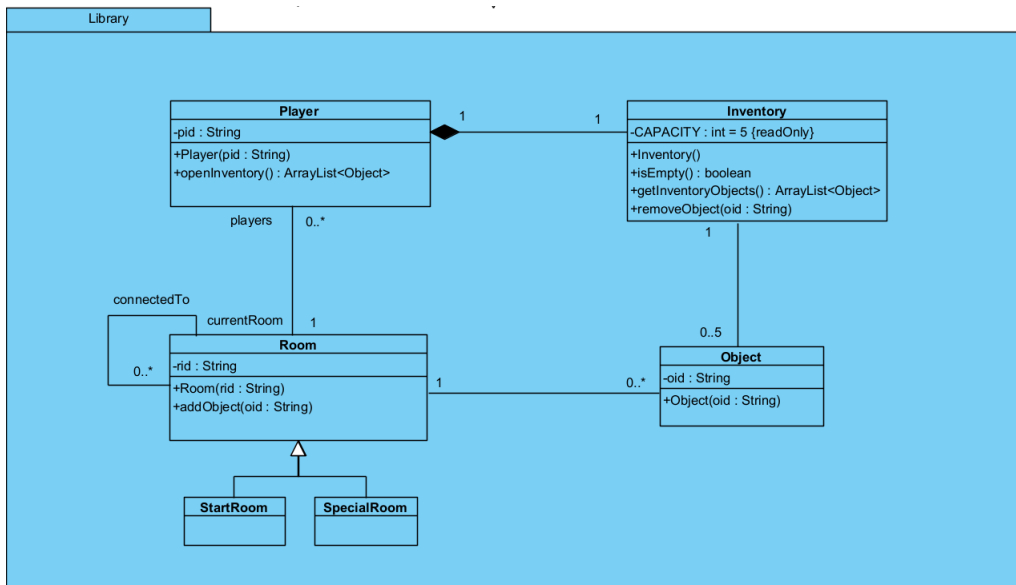 Library
Player
-pid : String
+Player(pid : String)
+openInventory() : ArrayList<Object>
1
1
Inventory
-CAPACITY : int = 5 {readOnly}
+Inventory()
+isEmpty() : boolean
+getInventoryObjects() : ArrayList<Object>
+removeObject(oid : String)
players
0..*
1
connectedTo
0..*
currentRoom
1
0..5
Room
-rid : String
+Room(rid : String)
+addObject(oid : String)
1
0..*
Object
-oid : String
+Object(oid : String)
StartRoom
SpecialRoom